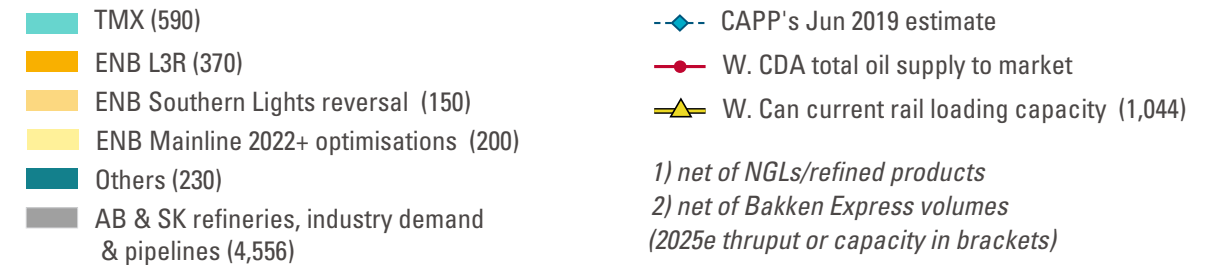 TMX (590)
ENB L3R (370)
ENB Southern Lights reversal (150)
ENB Mainline 2022+ optimisations (200)
Others (230)
AB & SK refineries, industry demand
& pipelines (4,556)
CAPP's Jun 2019 estimate
W. CDA total oil supply to market
W. Can current rail loading capacity (1,044)
1) net of NGLs/refined products
2) net of Bakken Express volumes
(2025e thruput or capacity in brackets)